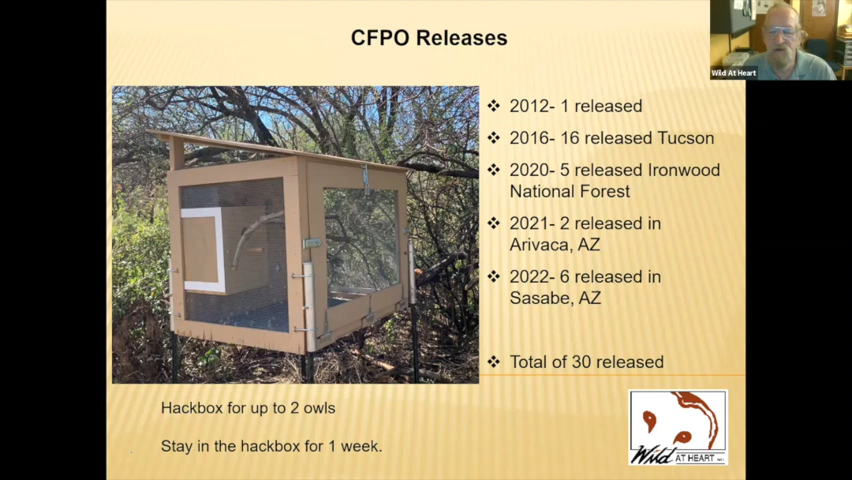 CFPO Releases
Wild At Heart
❖ 2012- 1 released
❖ 2016- 16 released Tucson
❖ 2020- 5 released Ironwood
National Forest
❖ 2021- 2 released in
Arivaca, AZ
❖ 2022- 6 released in
Sasabe, AZ
❖ Total of 30 released
Hackbox for up to 2 owls
Stay in the hackbox for 1 week.
Wild AT HEART